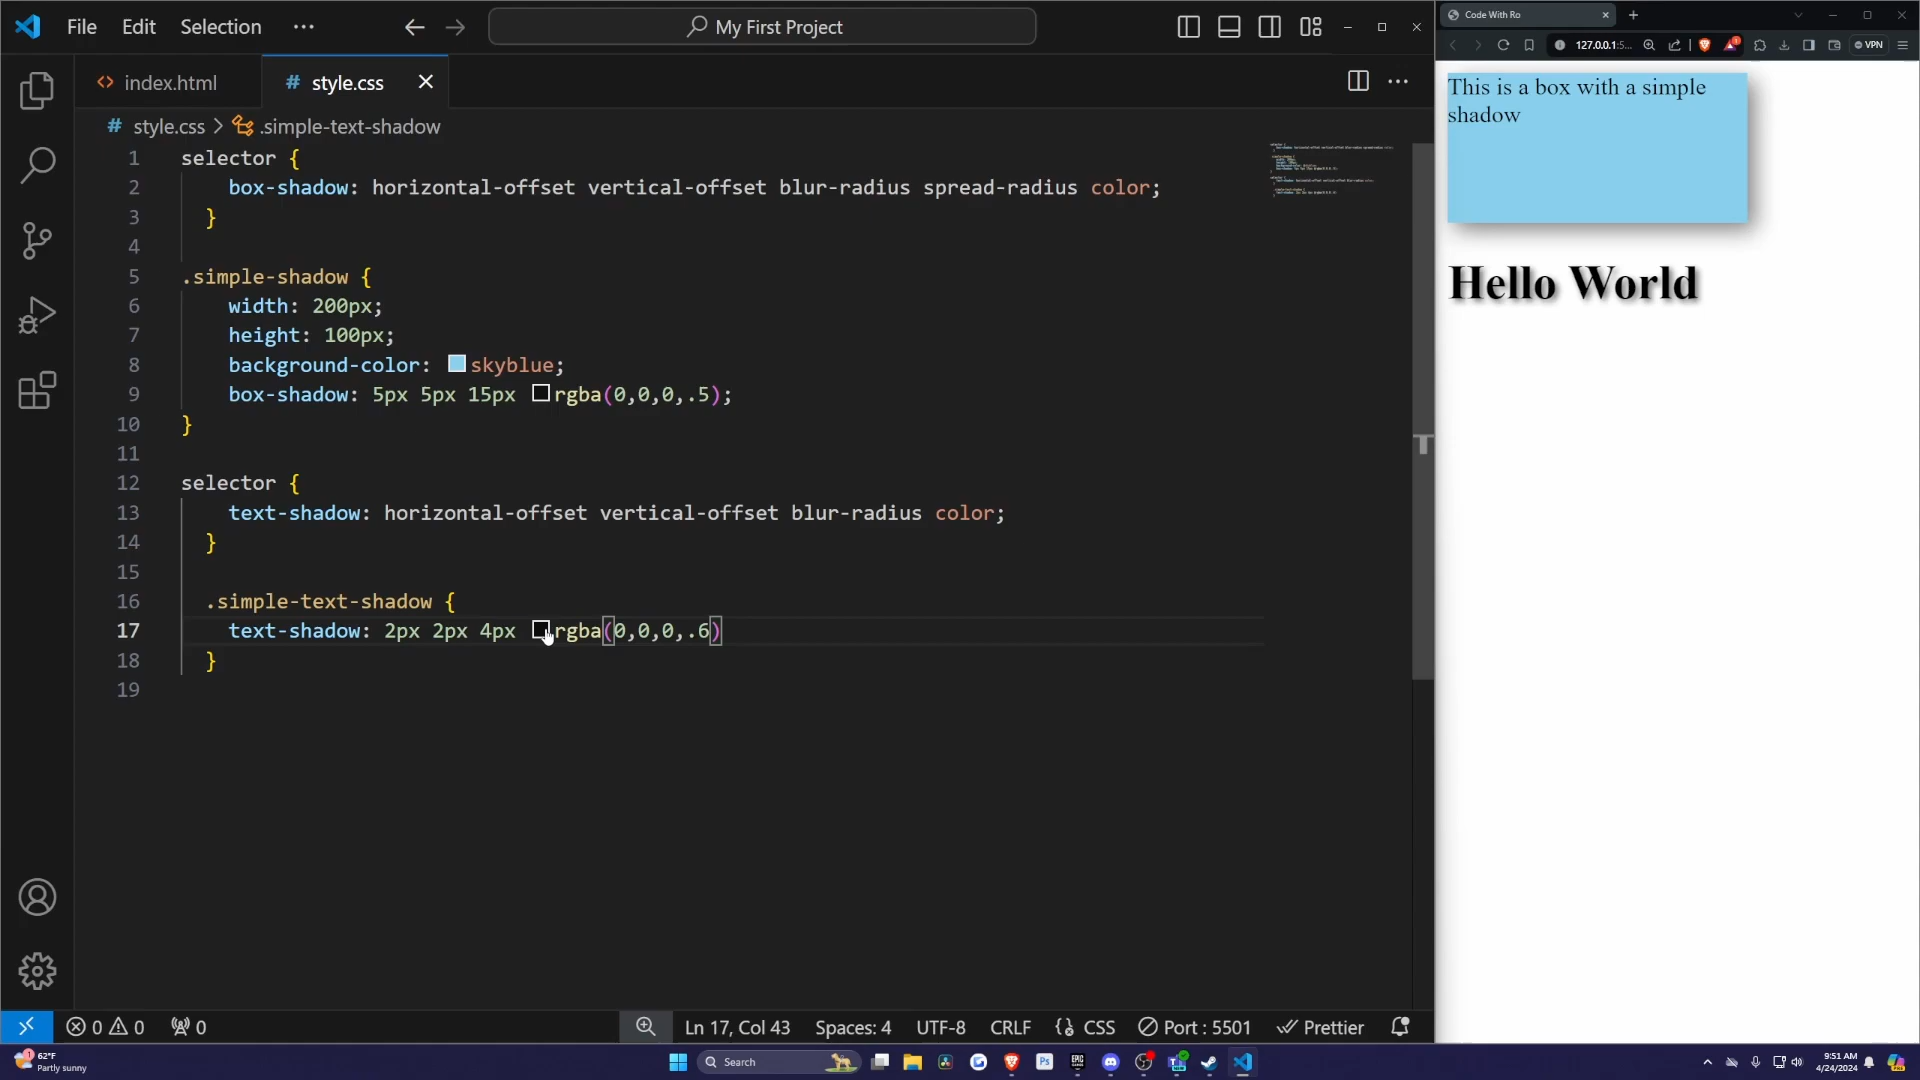 File Edit Selection ··· My First Project
index.html # style.css
# style.css > .simple-text-shadow
1 selector {
2 box-shadow: horizontal-offset vertical-offset blur-radius spread-radius color;
3 }
4
5 .simple-shadow {
6 width: 200px;
7 height: 100px;
8 background-color: skyblue;
9 box-shadow: 5px 5px 15px rgba(0,0,0,.5);
10 }
11
12 selector {
13 text-shadow: horizontal-offset vertical-offset blur-radius color;
14 }
15
16 .simple-text-shadow {
17 text-shadow: 2px 2px 4px rgba(0,0,0,.6)
18 }
19
0 0 0 Ln 17, Col 43 Spaces: 4 UTF-8 CRLF {} CSS Port : 5501 Prettier
Code With Ro
127.0.0.1:5... VPN
This is a box with a simple
shadow
Hello World
62°F
Partly sunny
Search
9:51 AM
4/24/2024